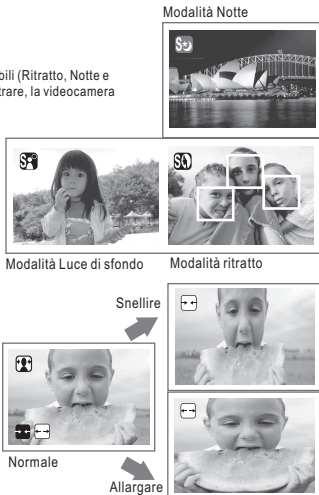 Modalità Notte
bili (Ritratto, Notte e
trare, la videocamera
Modalità Luce di sfondo
Modalità ritratto
Snellire
Normale
Allargare